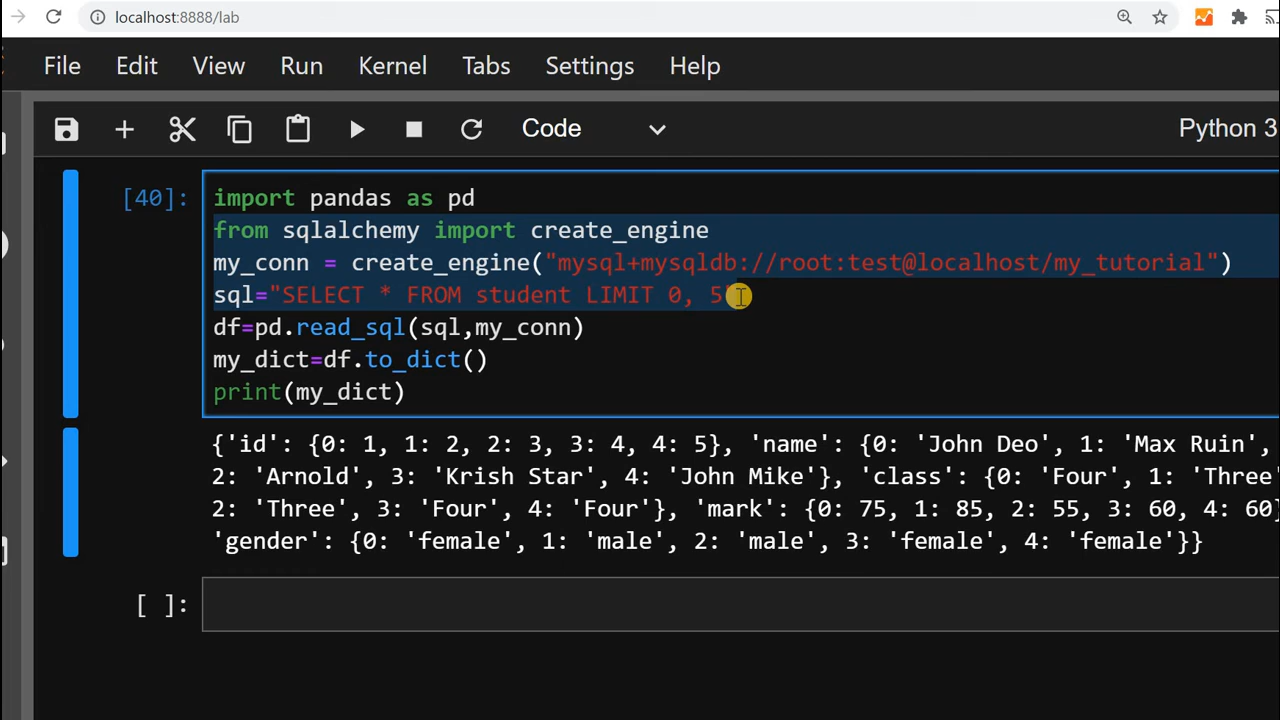 localhost:8888/lab
File Edit View Run Kernel Tabs Settings Help
Code Python 3
[40]: import pandas as pd
from sqlalchemy import create_engine
my_conn = create_engine("mysql+mysqldb://root:test@localhost/my_tutorial")
sql="SELECT * FROM student LIMIT 0, 5"
df=pd.read_sql(sql,my_conn)
my_dict=df.to_dict()
print(my_dict)
{'id': {0: 1, 1: 2, 2: 3, 3: 4, 4: 5}, 'name': {0: 'John Deo', 1: 'Max Ruin',
2: 'Arnold', 3: 'Krish Star', 4: 'John Mike'}, 'class': {0: 'Four', 1: 'Three
2: 'Three', 3: 'Four', 4: 'Four'}, 'mark': {0: 75, 1: 85, 2: 55, 3: 60, 4: 60}
'gender': {0: 'female', 1: 'male', 2: 'male', 3: 'female', 4: 'female'}}
[ ]: